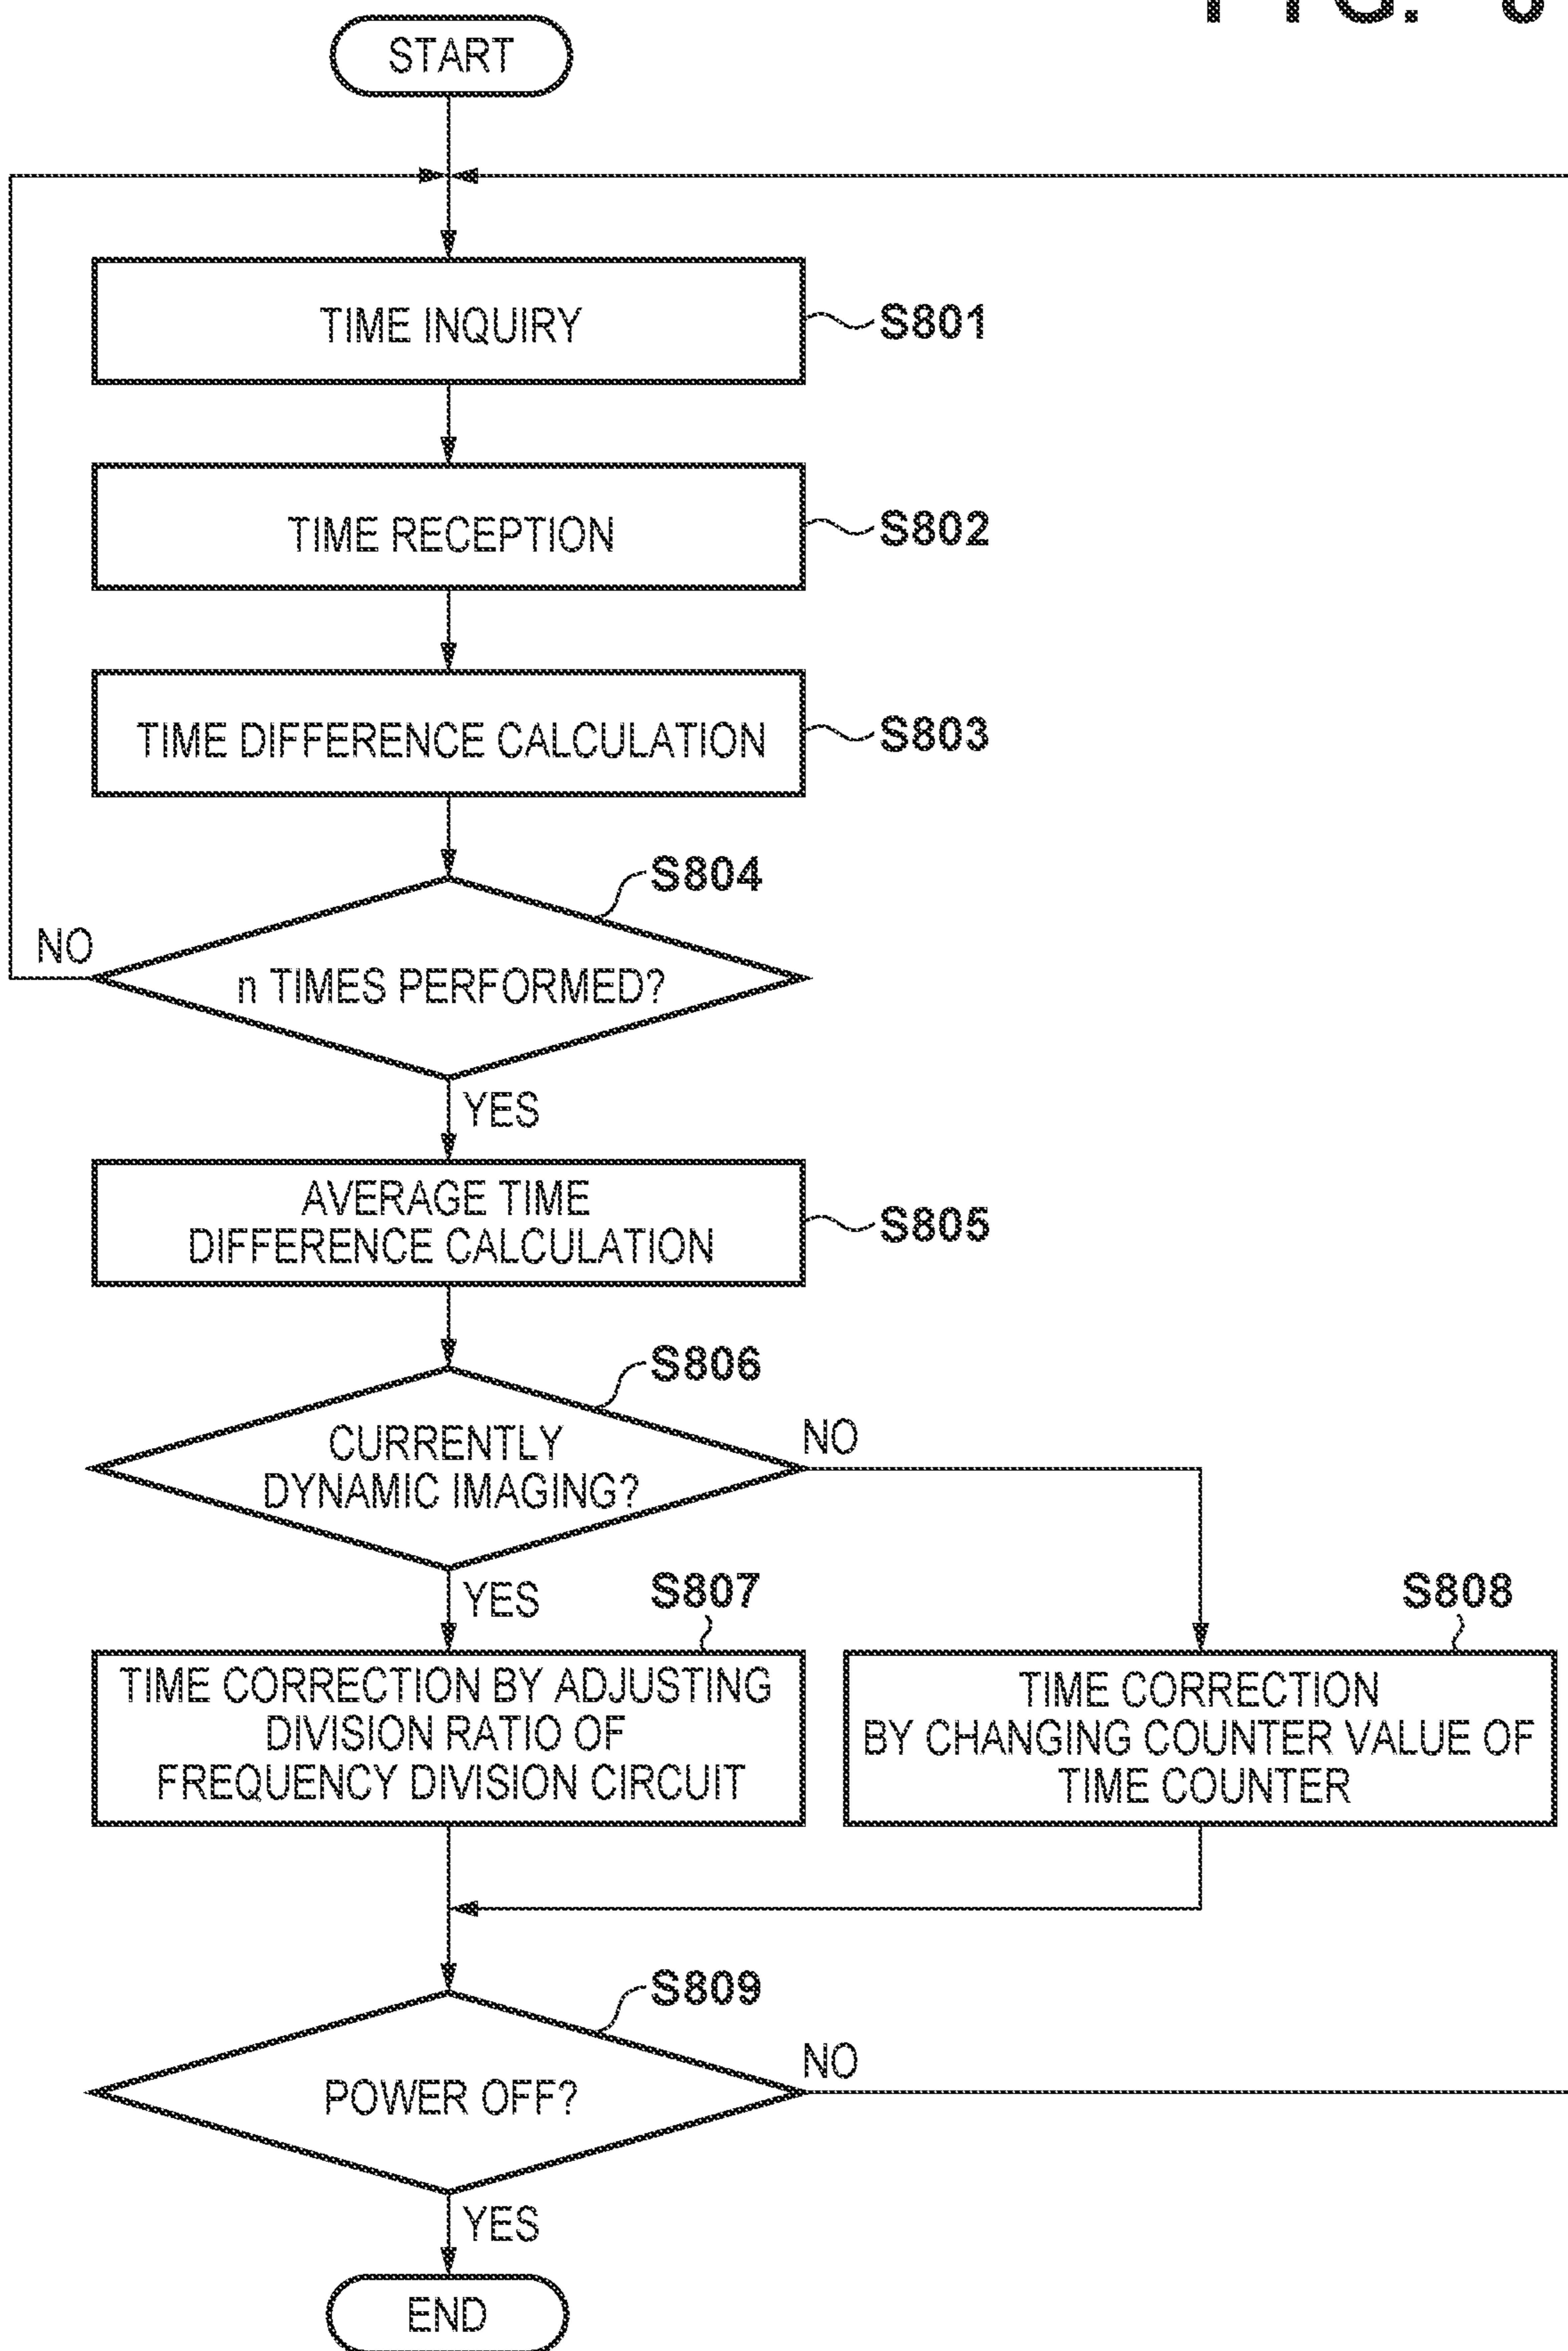 FIG.
START
TIME INQUIRY
S801
TIME RECEPTION
S802
TIME DIFFERENCE CALCULATION
S803
S804
NO
n TIMES PERFORMED?
YES
AVERAGE TIME
DIFFERENCE CALCULATION
S805
S806
CURRENTLY
DYNAMIC IMAGING?
NO
YES
S807
S808
TIME CORRECTION BY ADJUSTING
DIVISION RATIO OF
FREQUENCY DIVISION CIRCUIT
TIME CORRECTION
BY CHANGING COUNTER VALUE OF
TIME COUNTER
S809
POWER OFF?
NO
YES
END